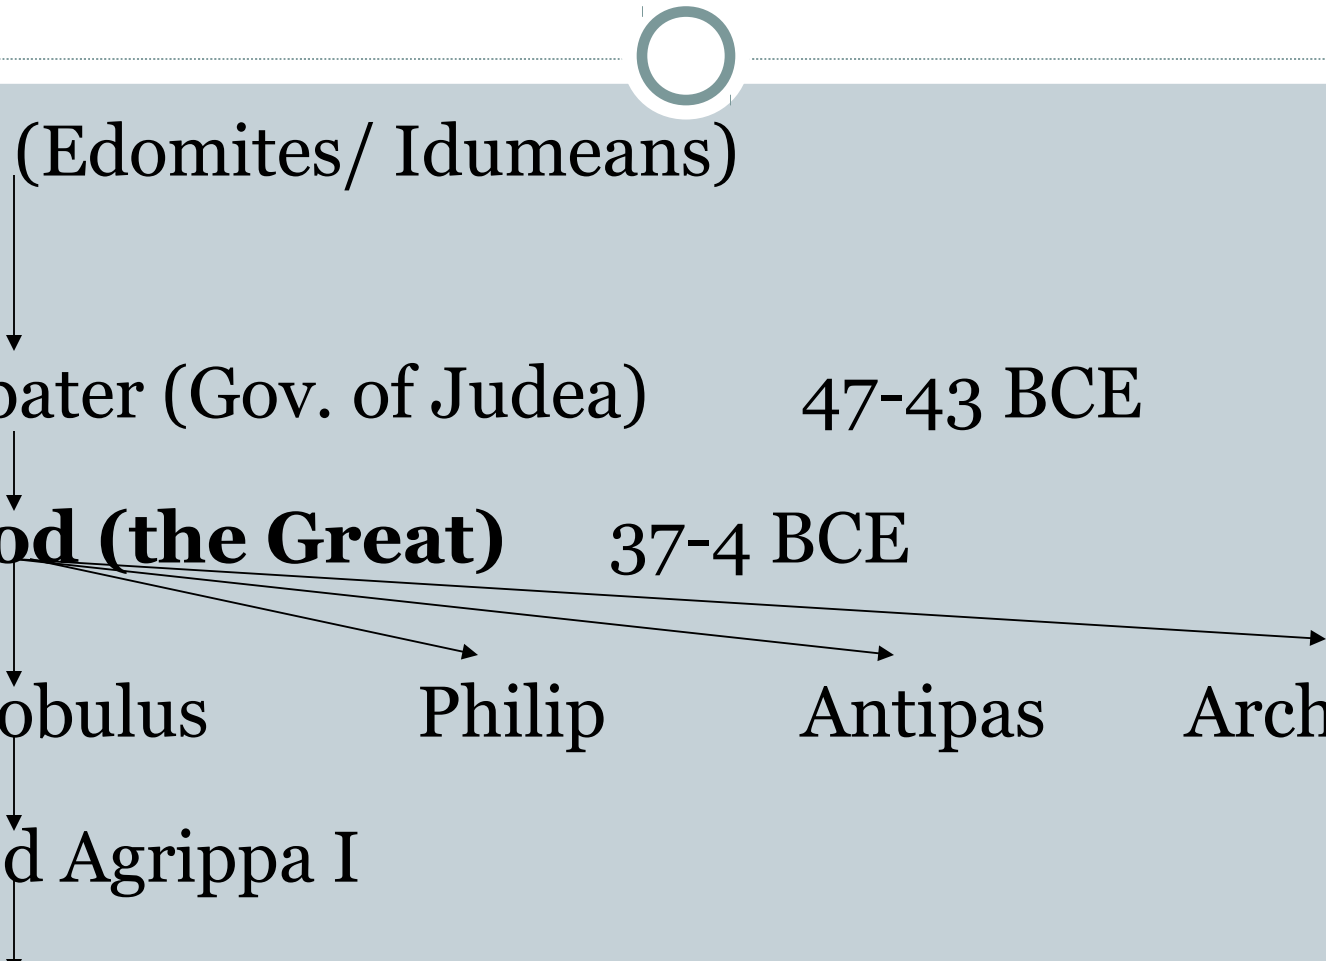 (Edomites/ Idumeans)
pater (Gov. of Judea) 47-43 BCE
od (the Great) 37-4 BCE
obulus Philip Antipas Arch
d Agrippa I